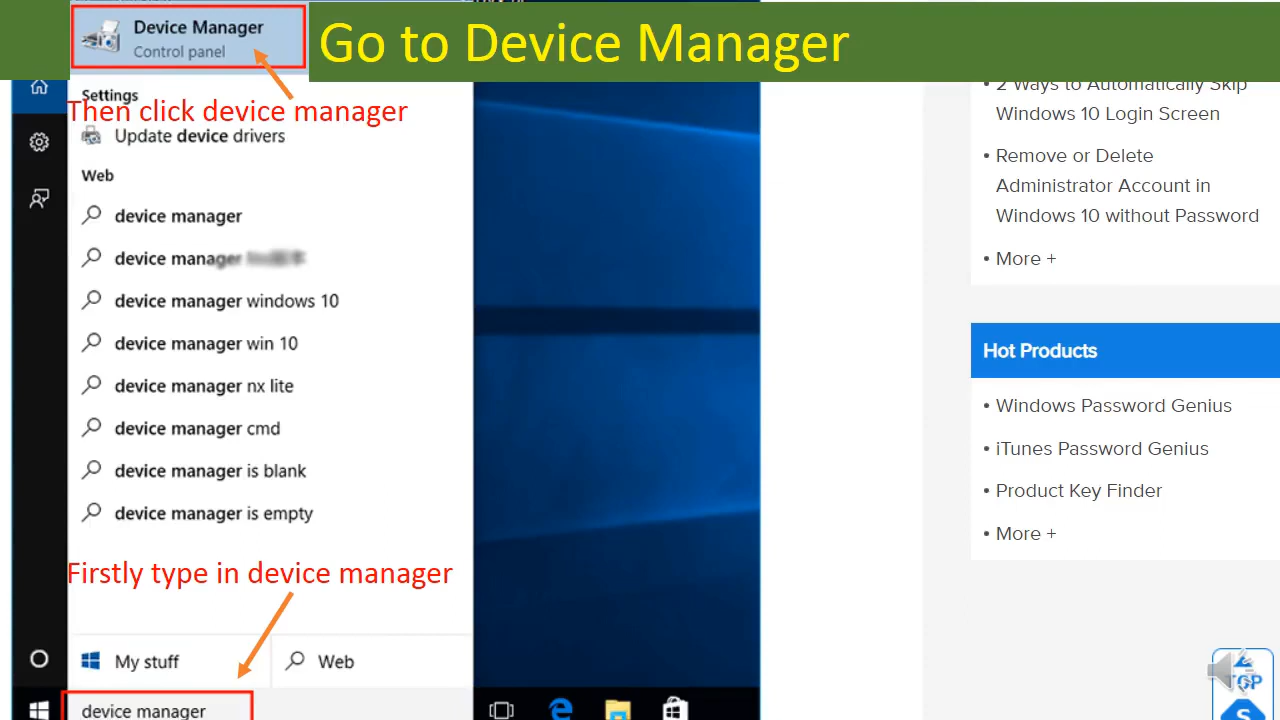 Device Manager
Control panel
Go to Device Manager
Settings
Then click device manager
Update device drivers
Web
device manager
device manager
device manager windows 10
device manager win 10
device manager nx lite
device manager cmd
device manager is blank
device manager is empty
Firstly type in device manager
My stuff
Web
device manager
2 Ways to Automatically Skip
Windows 10 Login Screen
• Remove or Delete
Administrator Account in
Windows 10 without Password
• More +
Hot Products
• Windows Password Genius
• iTunes Password Genius
• Product Key Finder
• More +
TOP
S